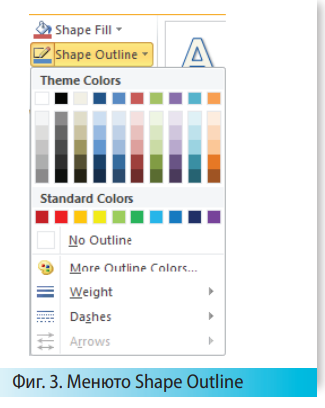 Shape Fill
Shape Outline
A
Theme Colors
Standard Colors
No Outline
More Outline Colors...
Weight
Dashes
Arrows
Фиг. 3. Менюто Shape Outline